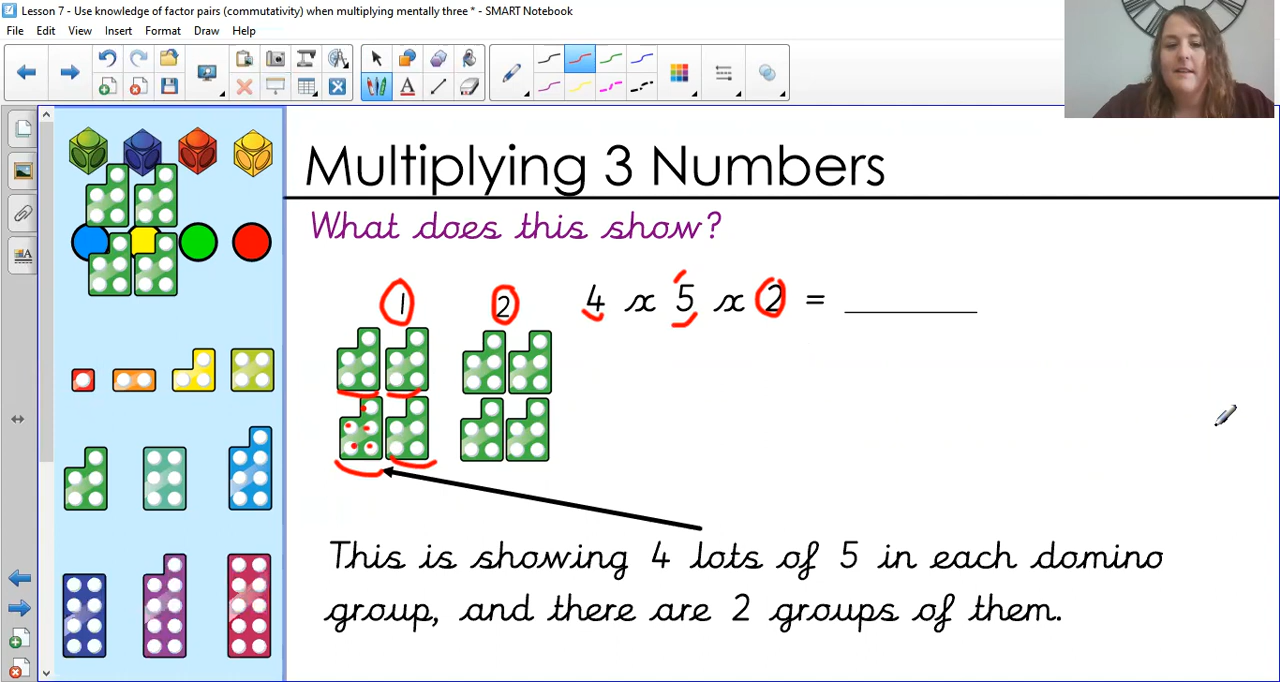 Lesson 7 - Use knowledge of factor pairs (commutativity) when multiplying mentally three * - SMART Notebook
File Edit View Insert Format Draw Help
Multiplying 3 Numbers
What does this show?
1 2 4 x 5 x 2 = ________
This is showing 4 lots of 5 in each domino
group, and there are 2 groups of them.